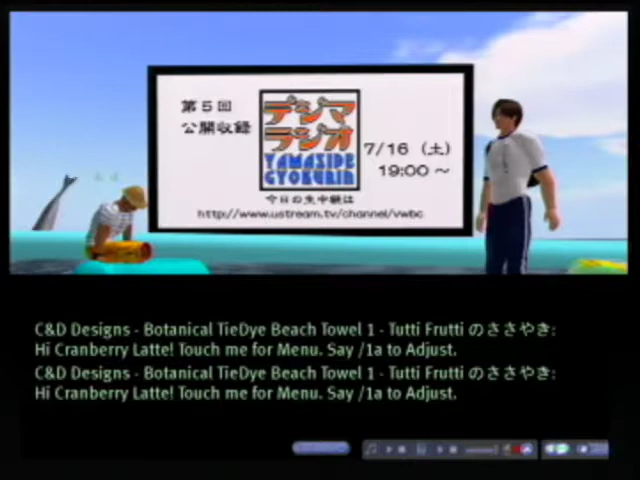 第５回
公開収録
デジマ
ラジオ
YAMASIDE
GYOKURIN
7/16（土）
19:00～
今日の生中継は
http://www.ustream.tv/channel/vwbc
C&D Designs - Botanical TieDye Beach Towel 1 - Tutti Frutti のささやき:
Hi Cranberry Latte! Touch me for Menu. Say /1a to Adjust.
C&D Designs - Botanical TieDye Beach Towel 1 - Tutti Frutti のささやき:
Hi Cranberry Latte! Touch me for Menu. Say /1a to Adjust.